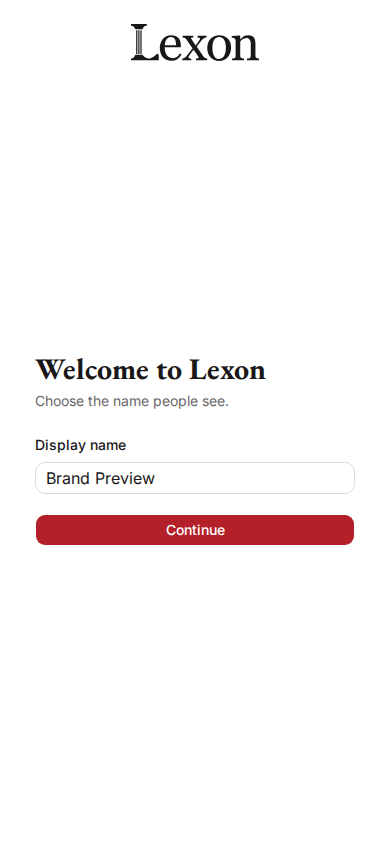 Lexon
Welcome to Lexon
Choose the name people see.
Display name
Brand Preview
Continue